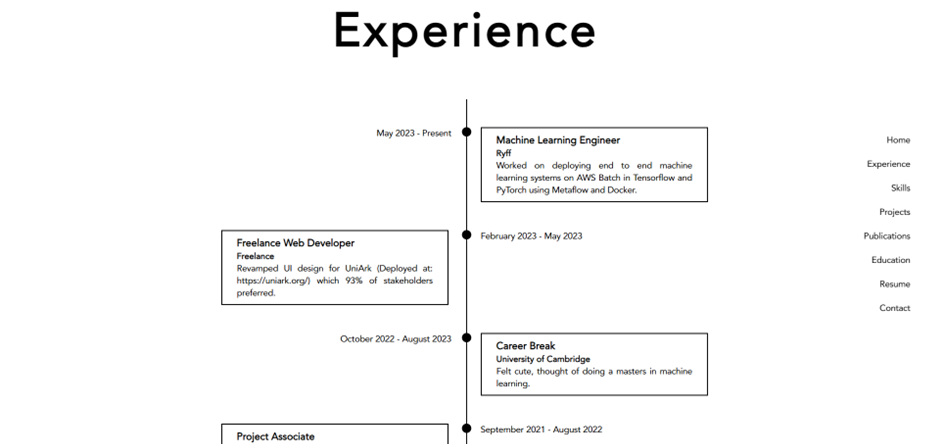 Experience
May 2023 - Present
Machine Learning Engineer
Ryff
Worked on deploying end to end machine
learning systems on AWS Batch in Tensorflow and
PyTorch using Metaflow and Docker.
February 2023 - May 2023
Freelance Web Developer
Freelance
Revamped UI design for UniArk (Deployed at:
https://uniark.org/) which 93% of stakeholders
preferred.
October 2022 - August 2023
Career Break
University of Cambridge
Felt cute, thought of doing a masters in machine
learning.
September 2021 - August 2022
Project Associate
Home
Experience
Skills
Projects
Publications
Education
Resume
Contact